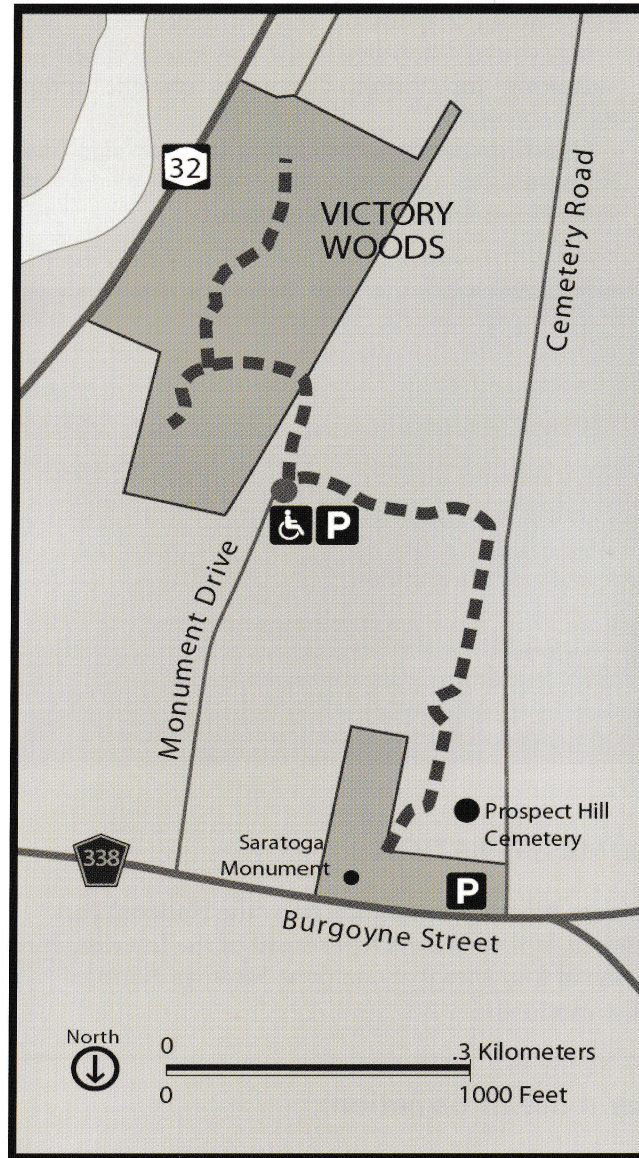 32
VICTORY
WOODS
Cemetery Road
P
Monument Drive
Prospect Hill
Cemetery
Saratoga
Monument
338
P
Burgoyne Street
North
0
.3 Kilometers
0
1000 Feet